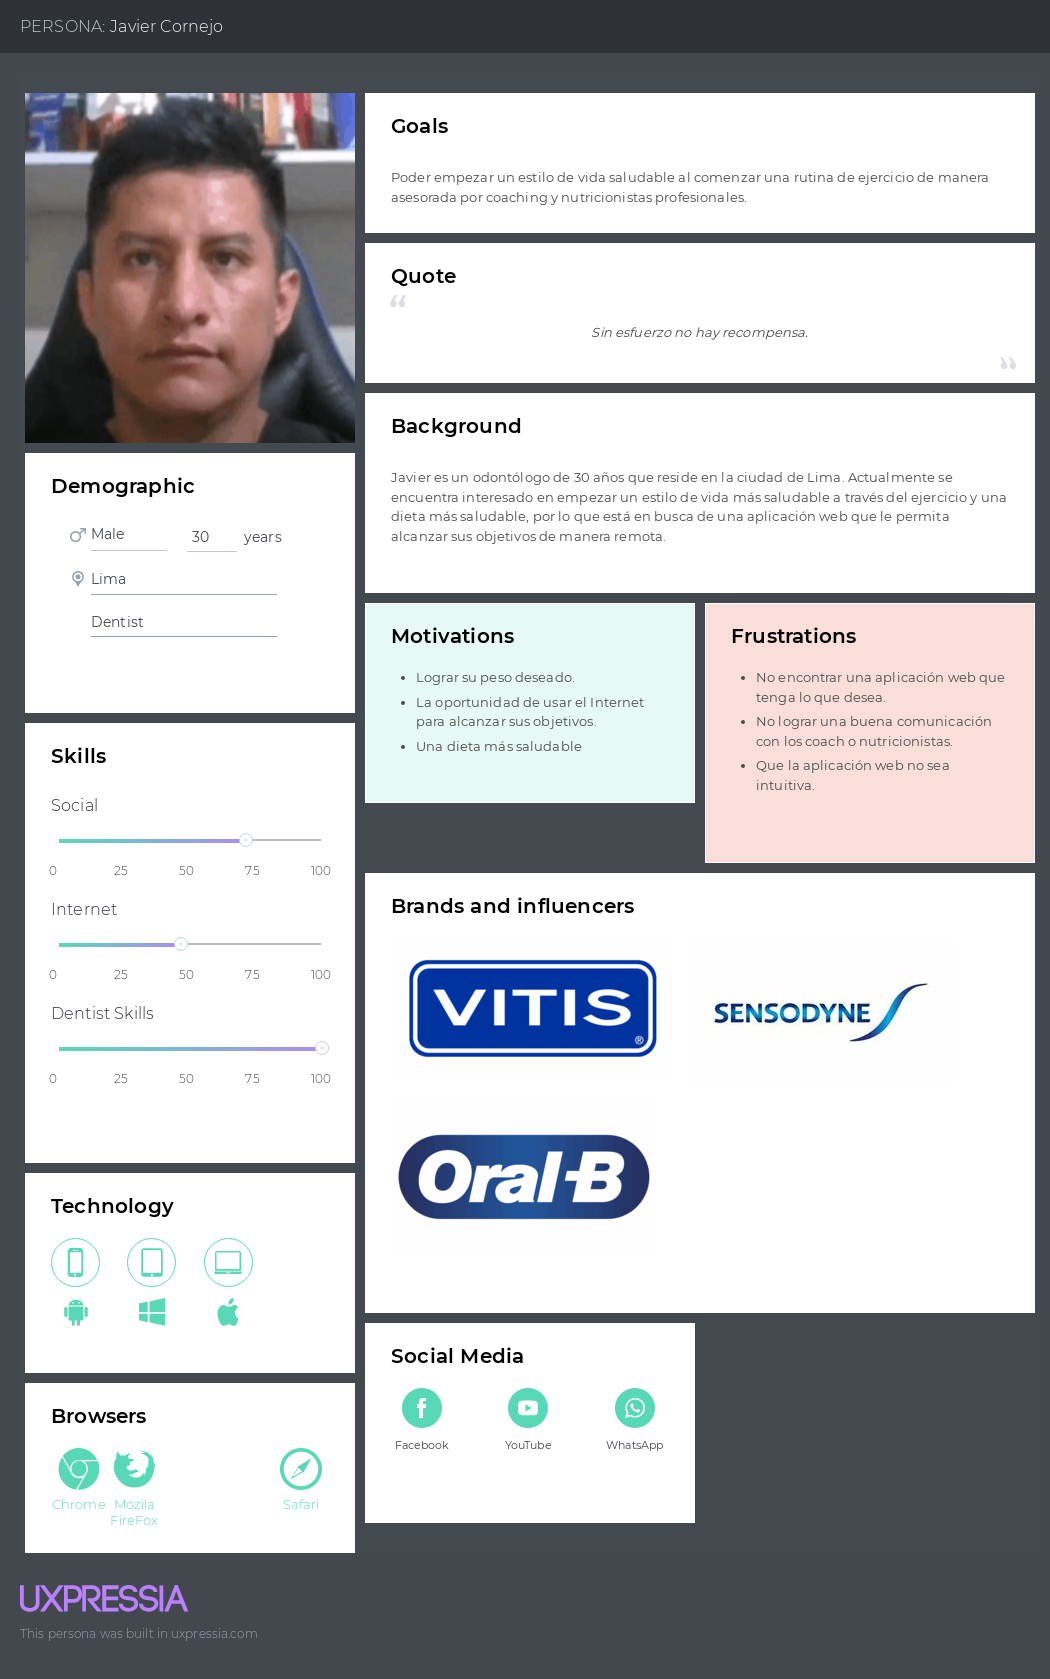 PERSONA: Javier Cornejo
Goals
Poder empezar un estilo de vida saludable al comenzar una rutina de ejercicio de manera
asesorada por coaching y nutricionistas profesionales.
Quote
“
Sin esfuerzo no hay recompensa.
”
Background
Javier es un odontólogo de 30 años que reside en la ciudad de Lima. Actualmente se
encuentra interesado en empezar un estilo de vida más saludable a través del ejercicio y una
dieta más saludable, por lo que está en busca de una aplicación web que le permita
alcanzar sus objetivos de manera remota.
Demographic
Male 30 years
Lima
Dentist
Motivations
• Lograr su peso deseado.
• La oportunidad de usar el Internet
para alcanzar sus objetivos.
• Una dieta más saludable
Frustrations
• No encontrar una aplicación web que
tenga lo que desea.
• No lograr una buena comunicación
con los coach o nutricionistas.
• Que la aplicación web no sea
intuitiva.
Skills
Social
0 25 50 75 100
Internet
0 25 50 75 100
Dentist Skills
0 25 50 75 100
Brands and influencers
VITIS®
SENSODYNE
Oral-B
Technology
Browsers
Chrome
Mozila
FireFox
Safari
Social Media
Facebook
YouTube
WhatsApp
UXPRESSIA
This persona was built in uxpressia.com